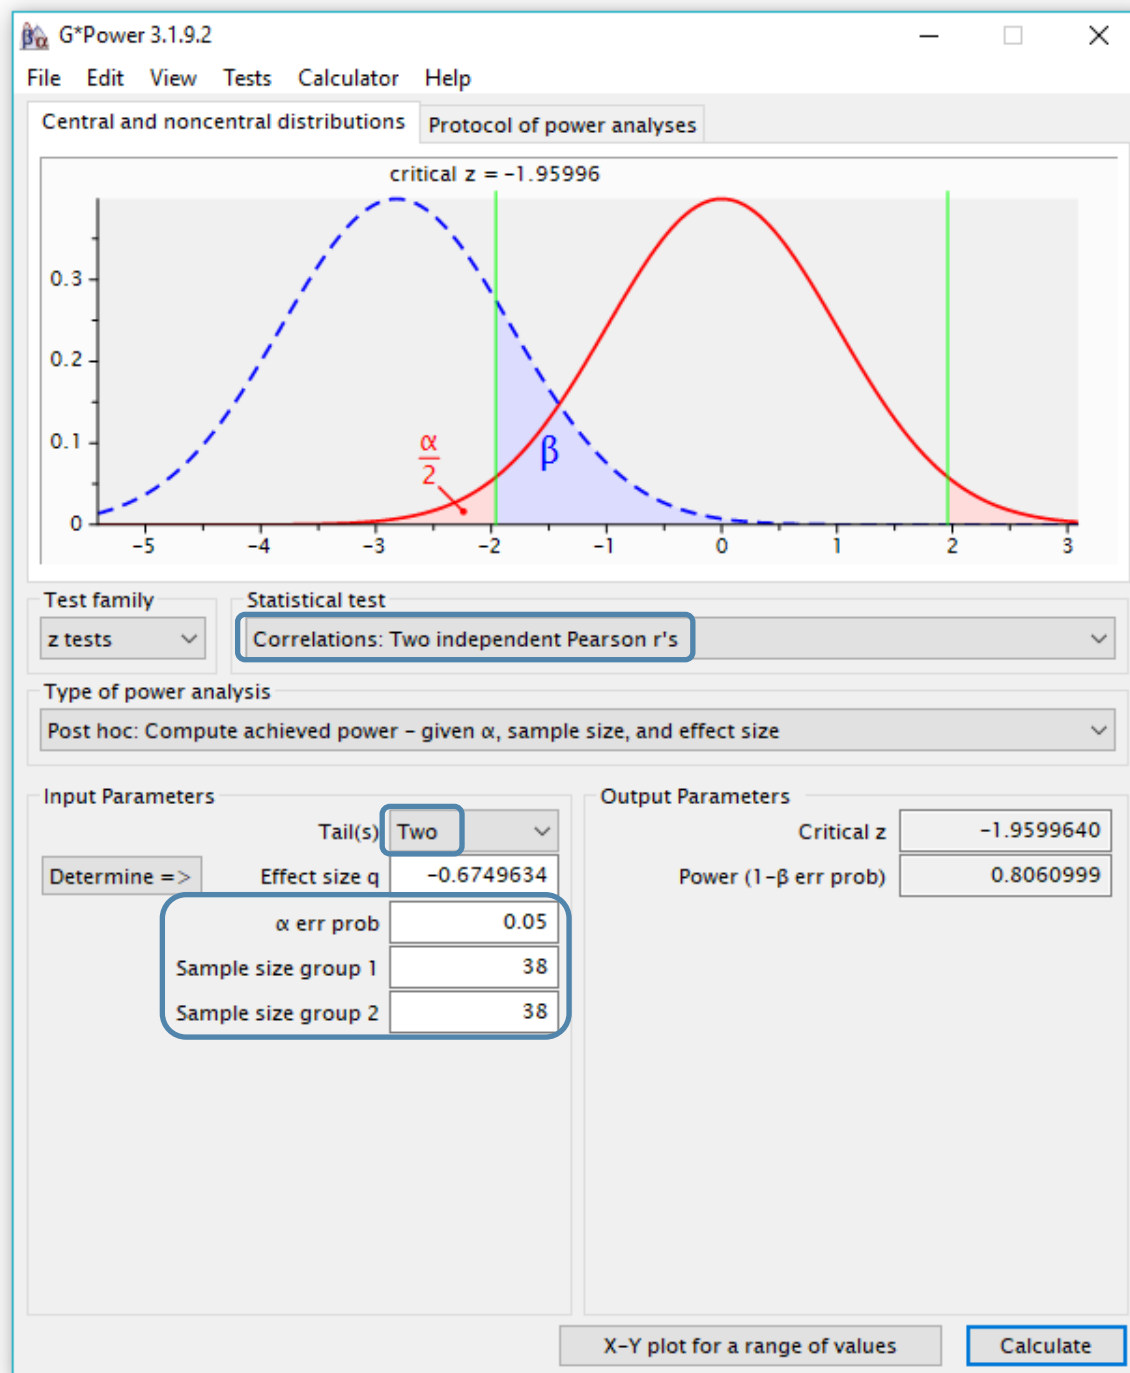 G*Power 3.1.9.2
File Edit View Tests Calculator Help
Central and noncentral distributions Protocol of power analyses
critical z = -1.95996
0.3
0.2
0.1
0
α
2
β
-5 -4 -3 -2 -1 0 1 2 3
Test family Statistical test
z tests Correlations: Two independent Pearson r's
Type of power analysis
Post hoc: Compute achieved power - given α, sample size, and effect size
Input Parameters Output Parameters
Tail(s) Two Critical z -1.9599640
Determine => Effect size q -0.6749634 Power (1-β err prob) 0.8060999
α err prob 0.05
Sample size group 1 38
Sample size group 2 38
X-Y plot for a range of values Calculate